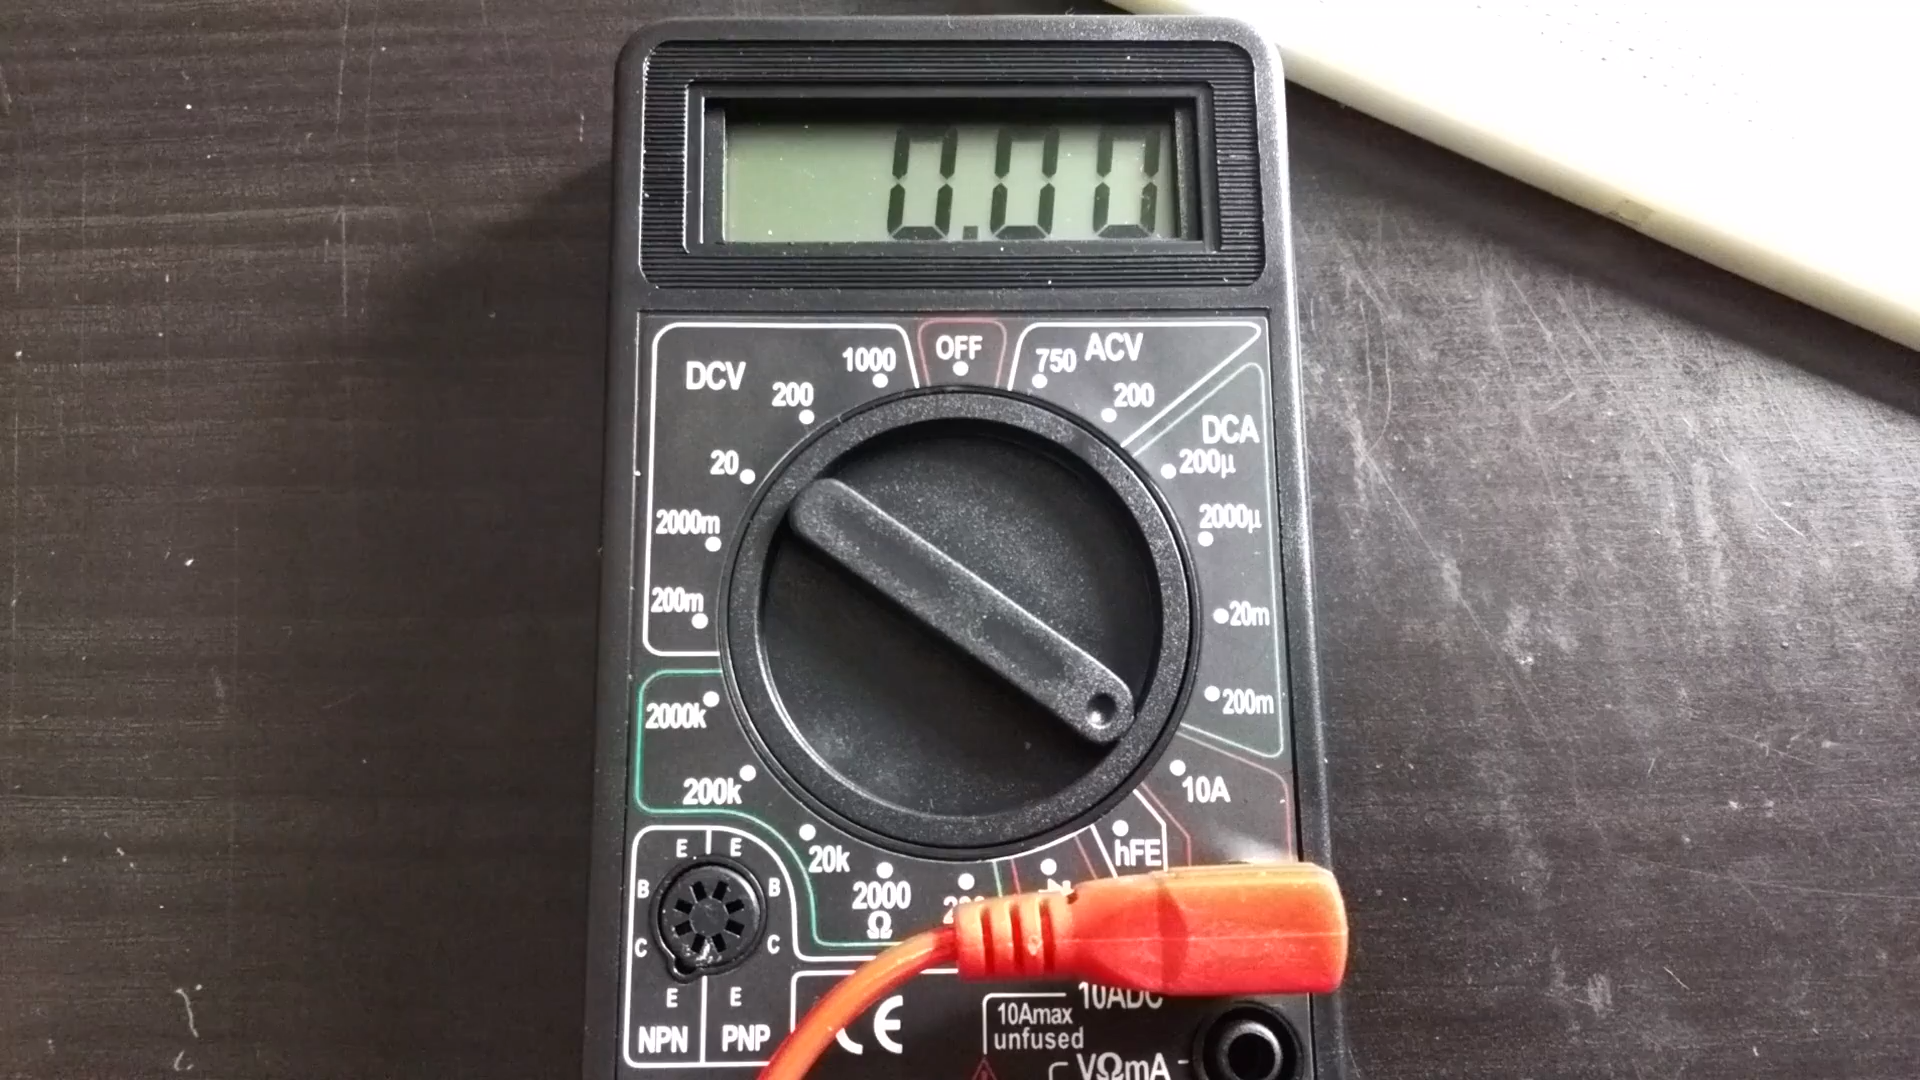 0.00
OFF
DCV
1000
750
ACV
200
200
DCA
20
200µ
2000m
2000µ
200m
20m
2000k
200m
200k
10A
20k
hFE
2000
Ω
E
E
B
B
C
C
E
E
NPN
PNP
CE
10ADC
10Amax
unfused
VΩmA